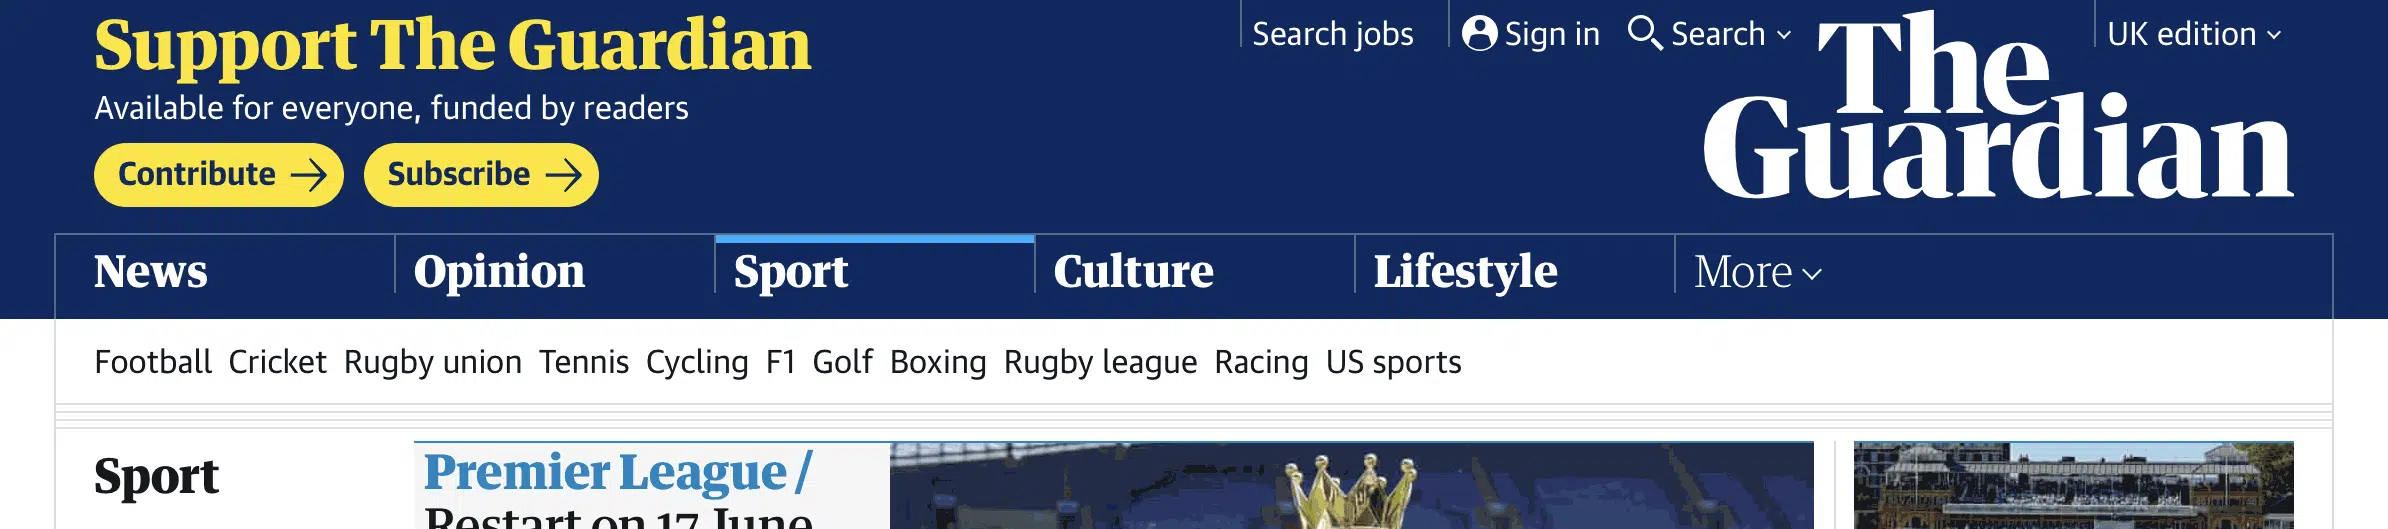 Support The Guardian
Available for everyone, funded by readers
Contribute
Subscribe
Search jobs
Sign in
Search
UK edition
The
Guardian
News
Opinion
Sport
Culture
Lifestyle
More
Football Cricket Rugby union Tennis Cycling F1 Golf Boxing Rugby league Racing US sports
Sport
Premier League /
Restart on 17 June